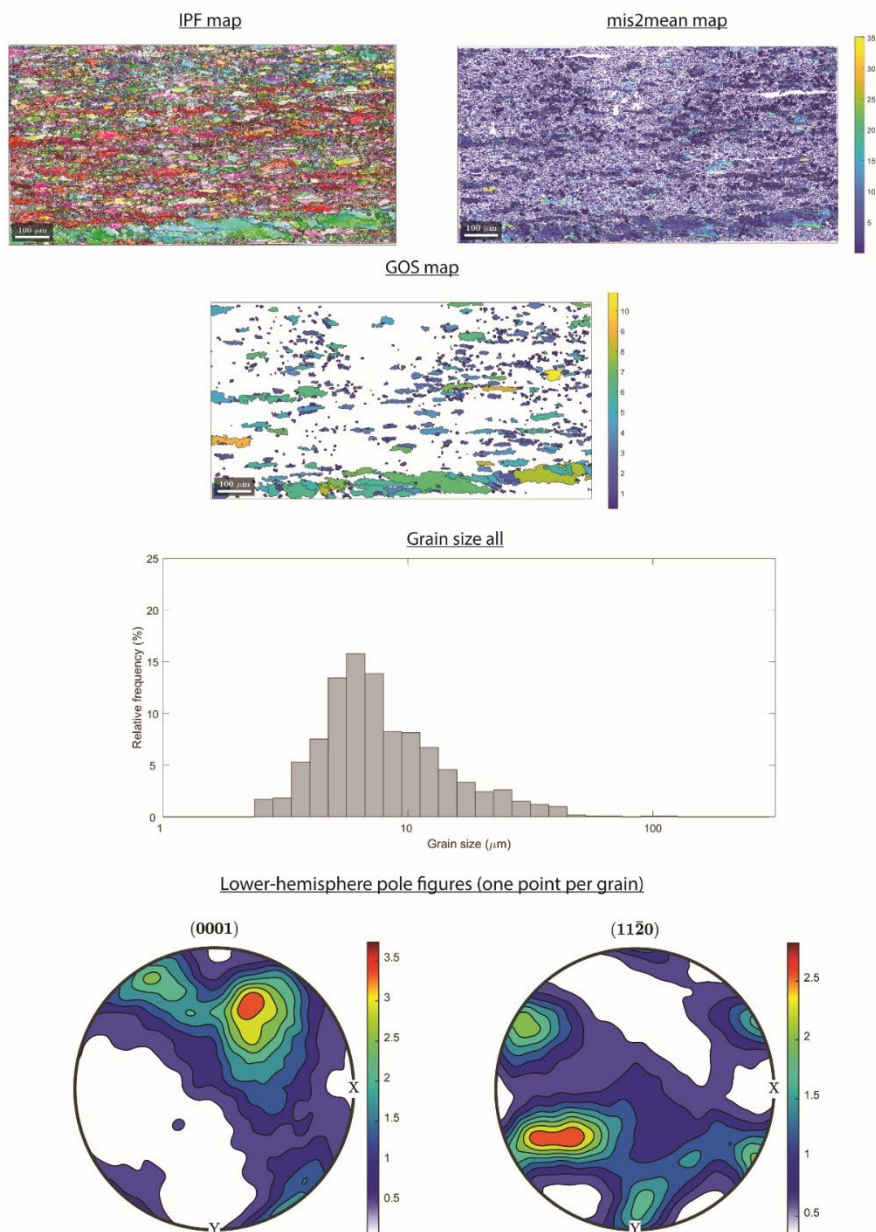 IPF map
mis2mean map
100 μm
100 μm
35
30
25
20
15
10
5
GOS map
100 μm
10
9
8
7
6
5
4
3
2
1
Grain size all
25
20
15
10
5
0
Relative frequency (%)
1
10
100
Grain size (μm)
Lower-hemisphere pole figures (one point per grain)
(0001)
X
Y
3.5
3
2.5
2
1.5
1
0.5
(112̄0)
X
Y
2.5
2
1.5
1
0.5